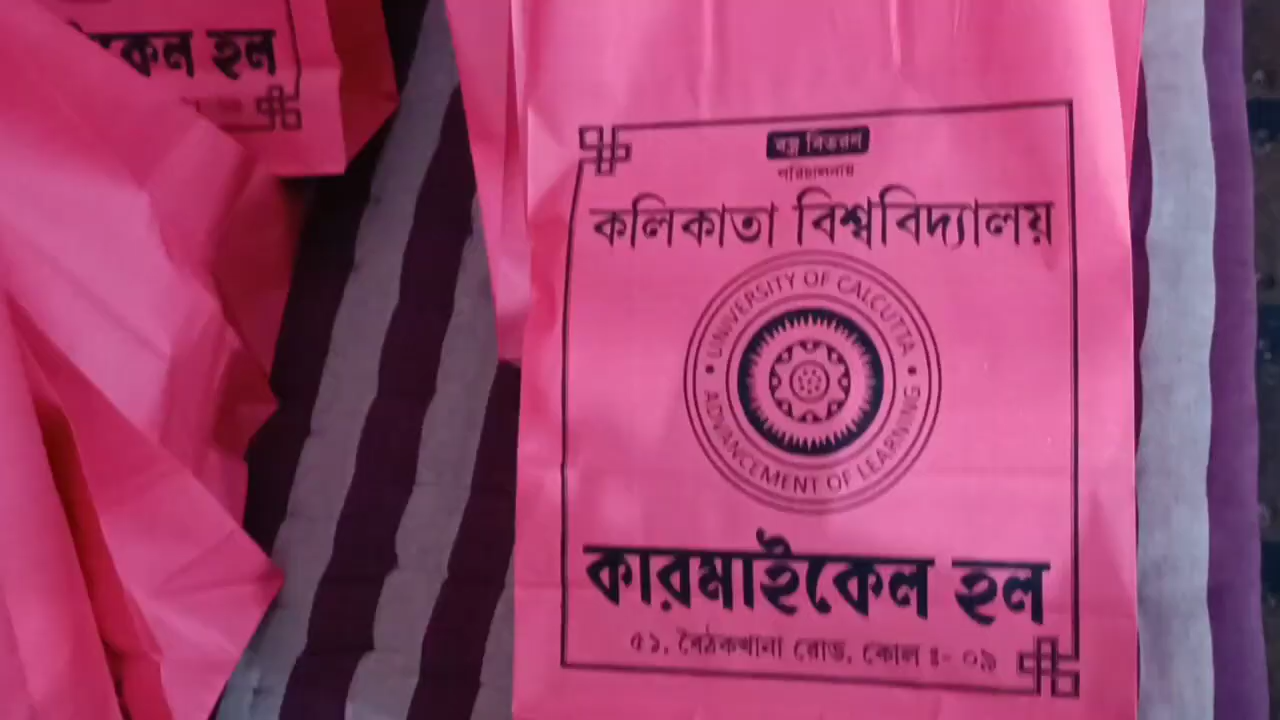 কেল হল
বস্ত্র বিতরণ
পরিচালনায়
কলিকাতা বিশ্ববিদ্যালয়
UNIVERSITY OF CALCUTTA
ADVANCEMENT OF LEARNING
কারমাইকেল হল
৫১, বৈঠকখানা রোড, কোল ঃ- ০৯